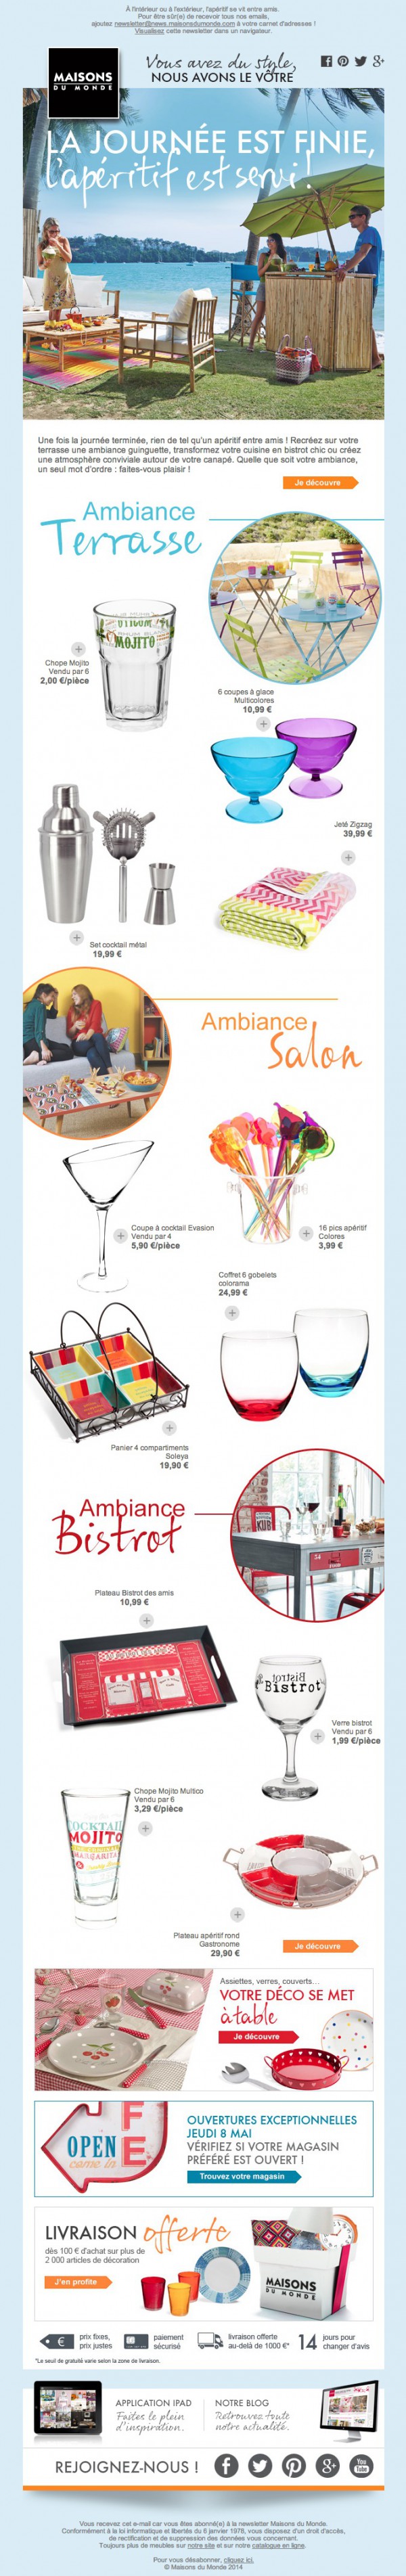 À l'intérieur ou à l'extérieur, l'apéritif se vit entre amis.
Pour être sûr(e) de recevoir tous nos emails,
ajoutez newsletter@news.maisonsdumonde.com à votre carnet d'adresses !
Visualisez cette newsletter dans un navigateur.
MAISONS
DU MONDE
Vous avez du style,
NOUS AVONS LE VÔTRE
LA JOURNÉE EST FINIE,
l'apéritif est servi !
Une fois la journée terminée, rien de tel qu'un apéritif entre amis ! Recréez sur votre
terrasse une ambiance guinguette, transformez votre cuisine en bistrot chic ou créez
une atmosphère conviviale autour de votre canapé. Quelle que soit votre ambiance,
un seul mot d'ordre : faites-vous plaisir !
Je découvre
Ambiance
Terrasse
MOJITO
Chope Mojito
Vendu par 6
2,00 €/pièce
6 coupes à glace
Multicolores
10,99 €
Jeté Zigzag
39,99 €
Set cocktail métal
19,99 €
Ambiance
Salon
Coupe à cocktail Evasion
Vendu par 4
5,90 €/pièce
16 pics apéritif
Colores
3,99 €
Coffret 6 gobelets
colorama
24,99 €
Panier 4 compartiments
Soleya
19,90 €
Ambiance
Bistrot
KUB
Plateau Bistrot des amis
10,99 €
Bistrot
Bistrot
Verre bistrot
Vendu par 6
1,99 €/pièce
Chope Mojito Multico
Vendu par 6
3,29 €/pièce
COCKTAIL
MOJITO
MARGARITA
Plateau apéritif rond
Gastronome
29,90 €
Je découvre
Assiettes, verres, couverts...
VOTRE DÉCO SE MET
à table
Je découvre
OPEN
come in
OUVERTURES EXCEPTIONNELLES
JEUDI 8 MAI
VÉRIFIEZ SI VOTRE MAGASIN
PRÉFÉRÉ EST OUVERT !
Trouvez votre magasin
LIVRAISON offerte
dès 100 € d'achat sur plus de
2 000 articles de décoration
J'en profite
MAISONS
DU MONDE
€ prix fixes,
prix justes
paiement
sécurisé
livraison offerte
au-delà de 1000 €*
14 jours pour
changer d'avis
*Le seuil de gratuité varie selon la zone de livraison.
APPLICATION IPAD
Faites le plein
d'inspiration.
NOTRE BLOG
Retrouvez toute
notre actualité.
REJOIGNEZ-NOUS !
You
Tube
Vous recevez cet e-mail car vous êtes abonné(e) à la newsletter Maisons du Monde.
Conformément à la loi informatique et libertés du 6 janvier 1978, vous disposez d'un droit d'accès,
de rectification et de suppression des données vous concernant.
Toujours plus de meubles sur notre site et sur notre catalogue en ligne.
Pour vous désabonner, cliquez ici.
© Maisons du Monde 2014